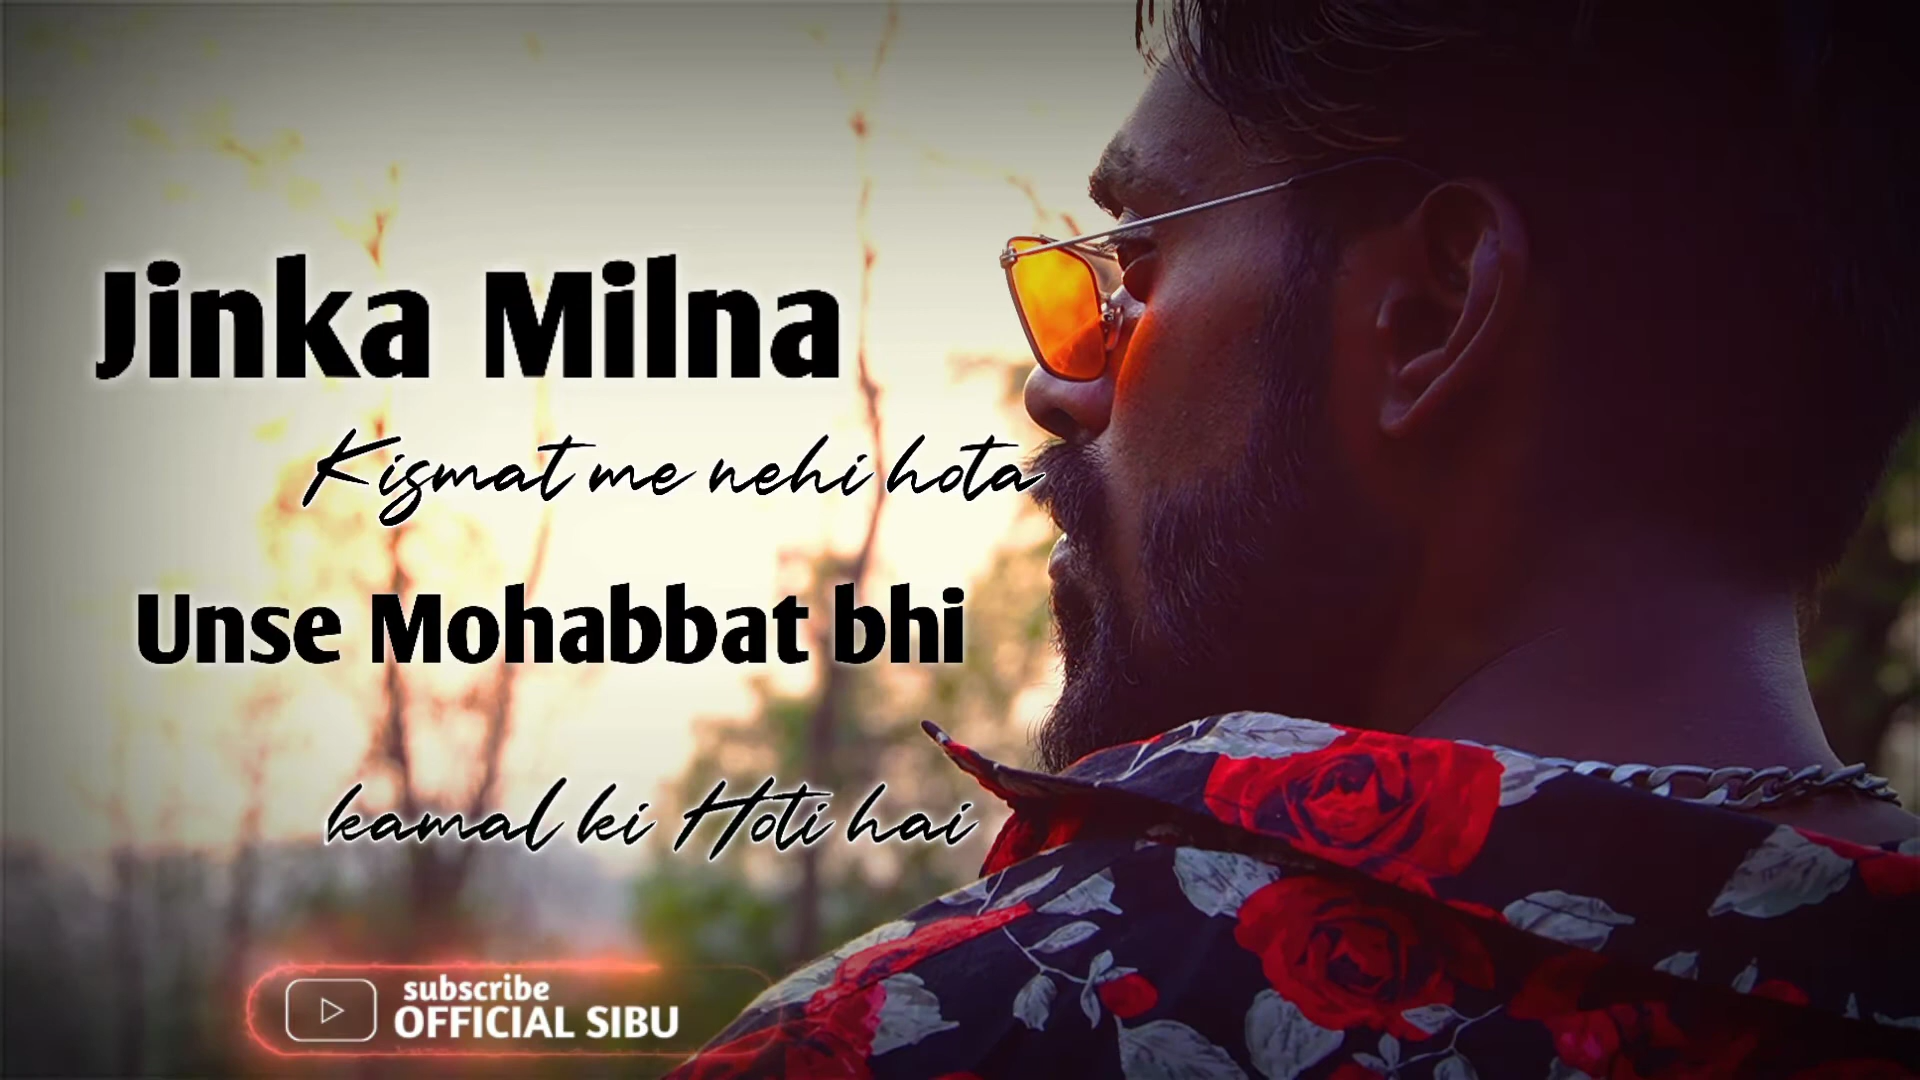 Jinka Milna
Kismat me nehi hota
Unse Mohabbat bhi
kamal ki Hoti hai
subscribe
OFFICIAL SIBU